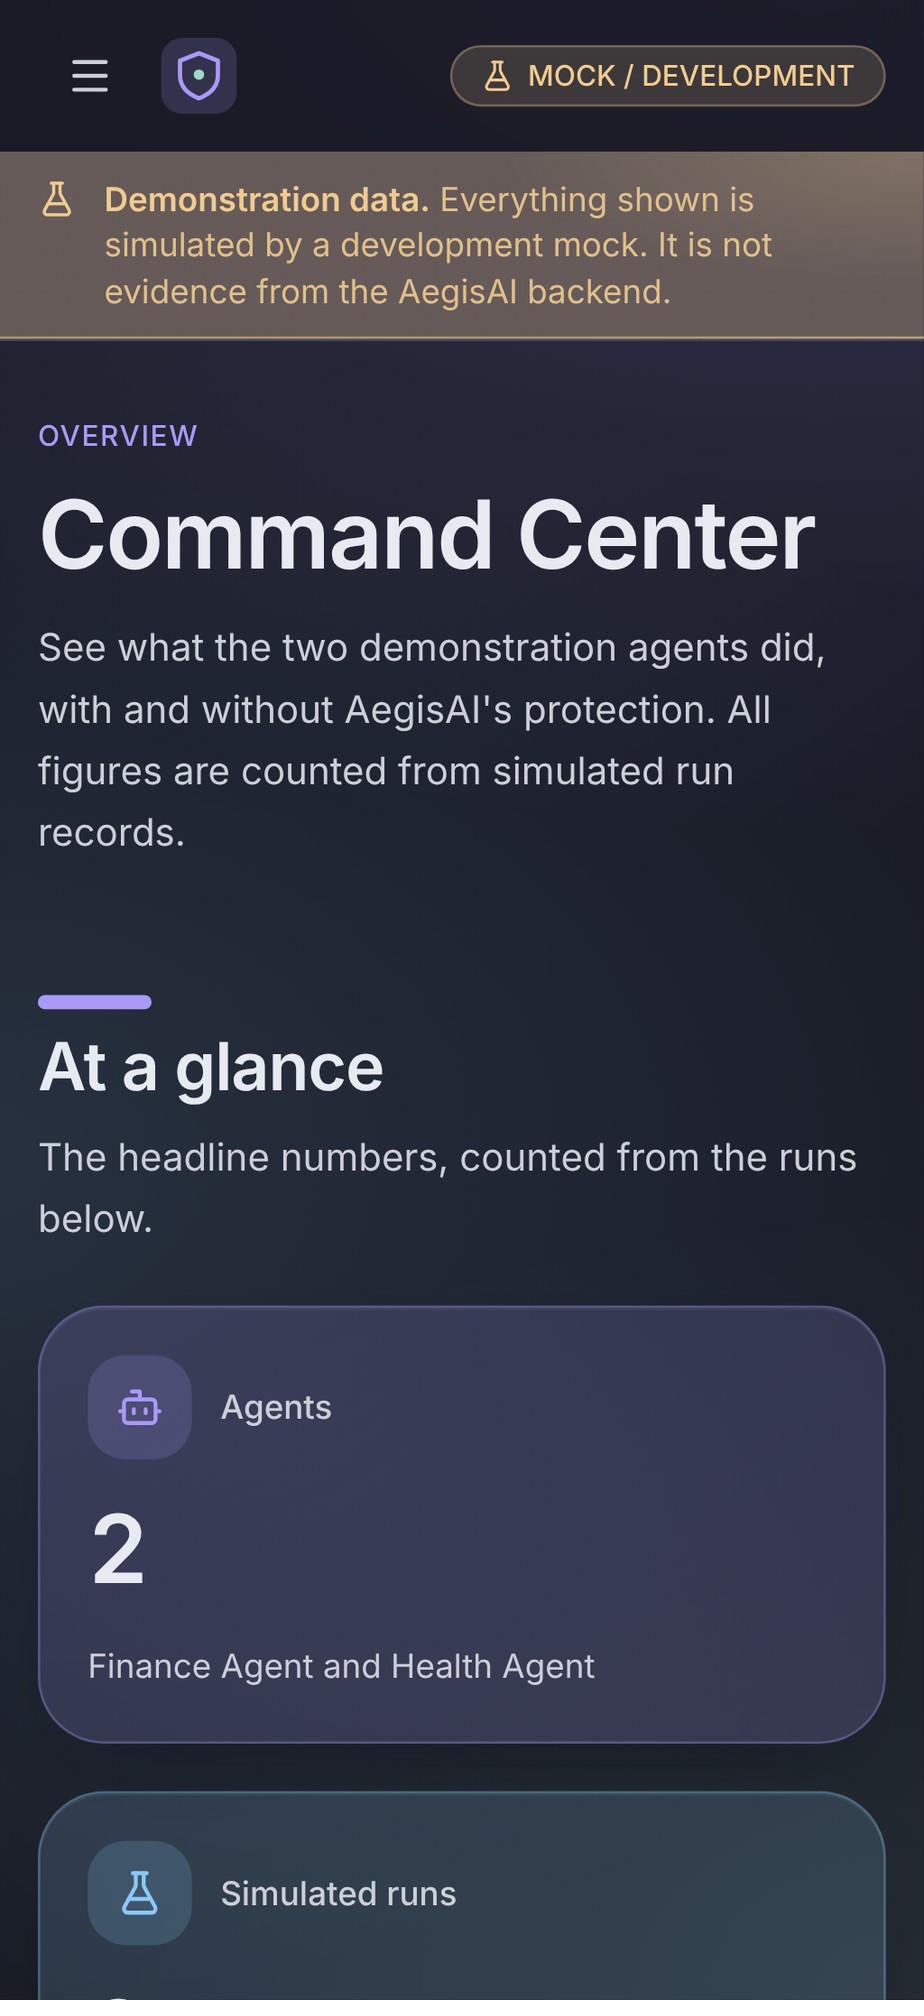 MOCK / DEVELOPMENT
Demonstration data. Everything shown is
simulated by a development mock. It is not
evidence from the AegisAI backend.
OVERVIEW
Command Center
See what the two demonstration agents did,
with and without AegisAI's protection. All
figures are counted from simulated run
records.
At a glance
The headline numbers, counted from the runs
below.
Agents
2
Finance Agent and Health Agent
Simulated runs